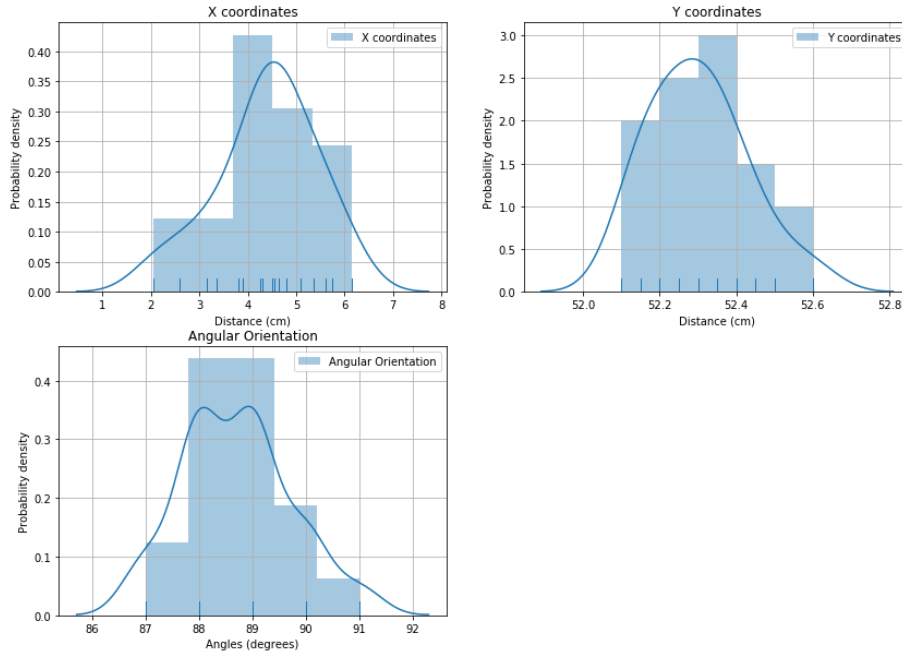 X coordinates
X coordinates
0.40
0.35
0.30
0.25
0.20
0.15
0.10
0.05
0.00
Probability density
1 2 3 4 5 6 7 8
Distance (cm)
Y coordinates
Y coordinates
3.0
2.5
2.0
1.5
1.0
0.5
0.0
Probability density
52.0 52.2 52.4 52.6 52.8
Distance (cm)
Angular Orientation
Angular Orientation
0.4
0.3
0.2
0.1
0.0
Probability density
86 87 88 89 90 91 92
Angles (degrees)